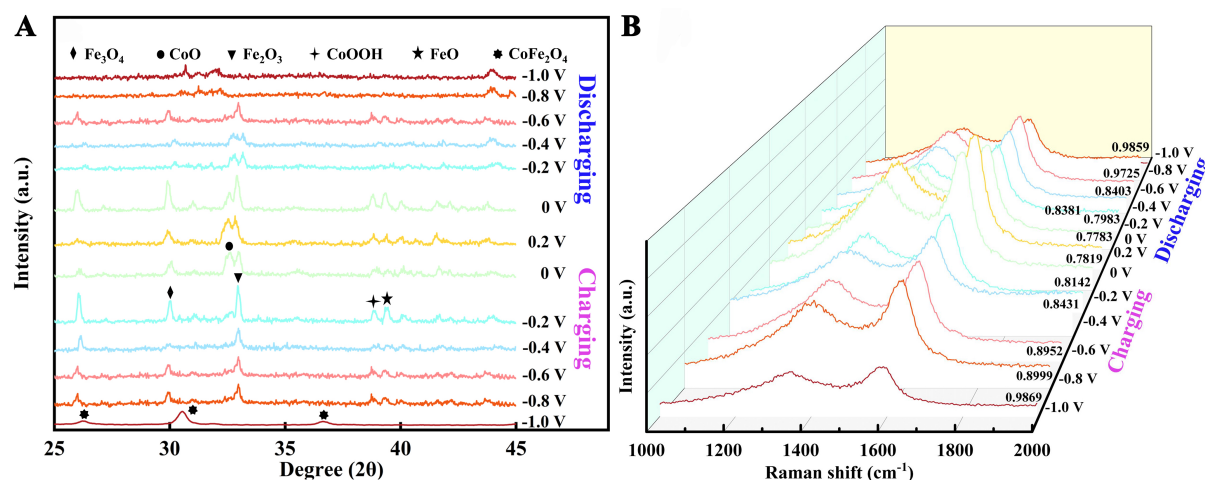 A
Fe3O4 CoO Fe2O3 CoOOH FeO CoFe2O4
-1.0 V
-0.8 V
-0.6 V
-0.4 V
-0.2 V
0 V
0.2 V
0 V
-0.2 V
-0.4 V
-0.6 V
-0.8 V
-1.0 V
Discharging
Charging
Intensity (a.u.)
25 30 35 40 45
Degree (2θ)
B
0.9859 -1.0 V
0.9725 -0.8 V
0.8403 -0.6 V
0.8381 -0.4 V
0.7983 -0.2 V
0.7783 0 V
0.7819 0.2 V
0.8142 0 V
0.8431 -0.2 V
-0.4 V
0.8952 -0.6 V
0.8999 -0.8 V
0.9869 -1.0 V
Discharging
Charging
Intensity (a.u.)
1000 1200 1400 1600 1800 2000
Raman shift (cm-1)